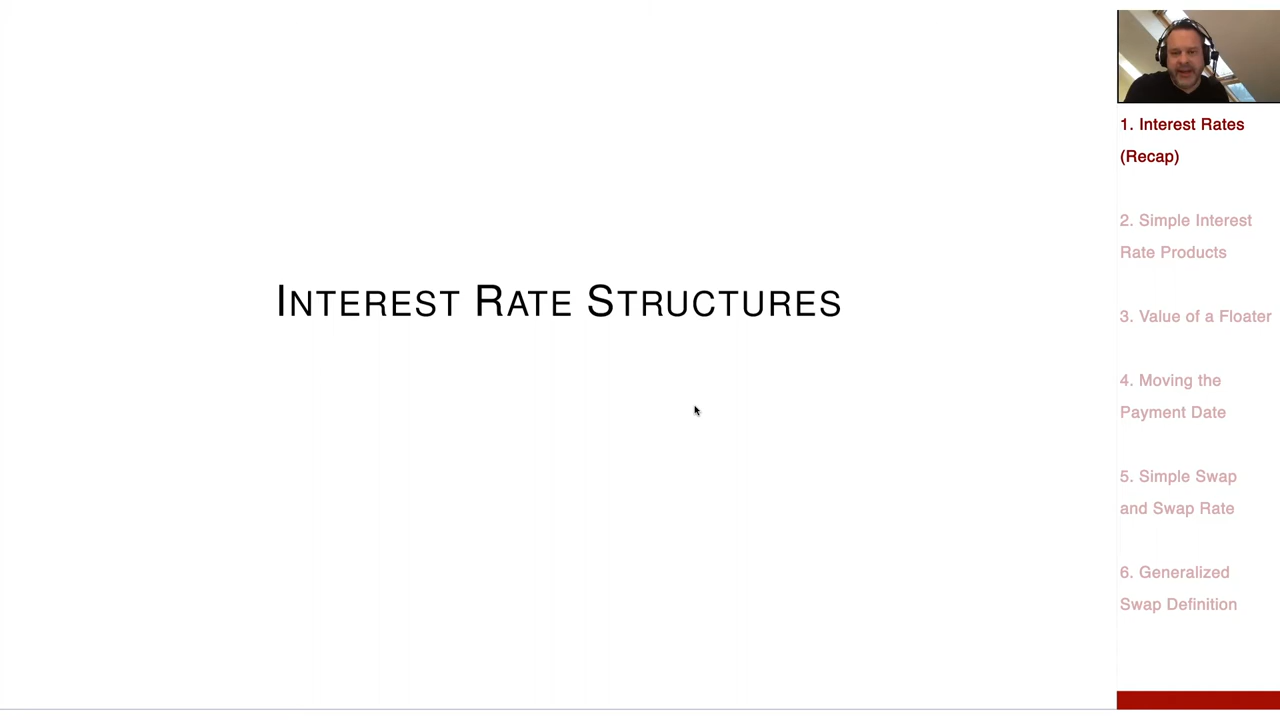 INTEREST RATE STRUCTURES
1. Interest Rates
(Recap)
2. Simple Interest
Rate Products
3. Value of a Floater
4. Moving the
Payment Date
5. Simple Swap
and Swap Rate
6. Generalized
Swap Definition